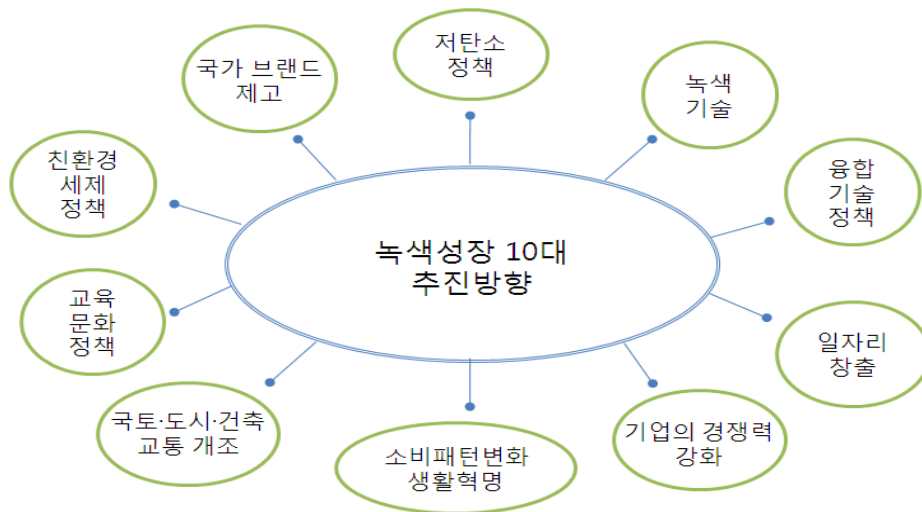 저탄소
정책
국가 브랜드
제고
녹색
기술
친환경
세제
정책
융합
기술
정책
녹색성장 10대
추진방향
교육
문화
정책
일자리
창출
국토·도시·건축
교통 개조
기업의 경쟁력
강화
소비패턴변화
생활혁명